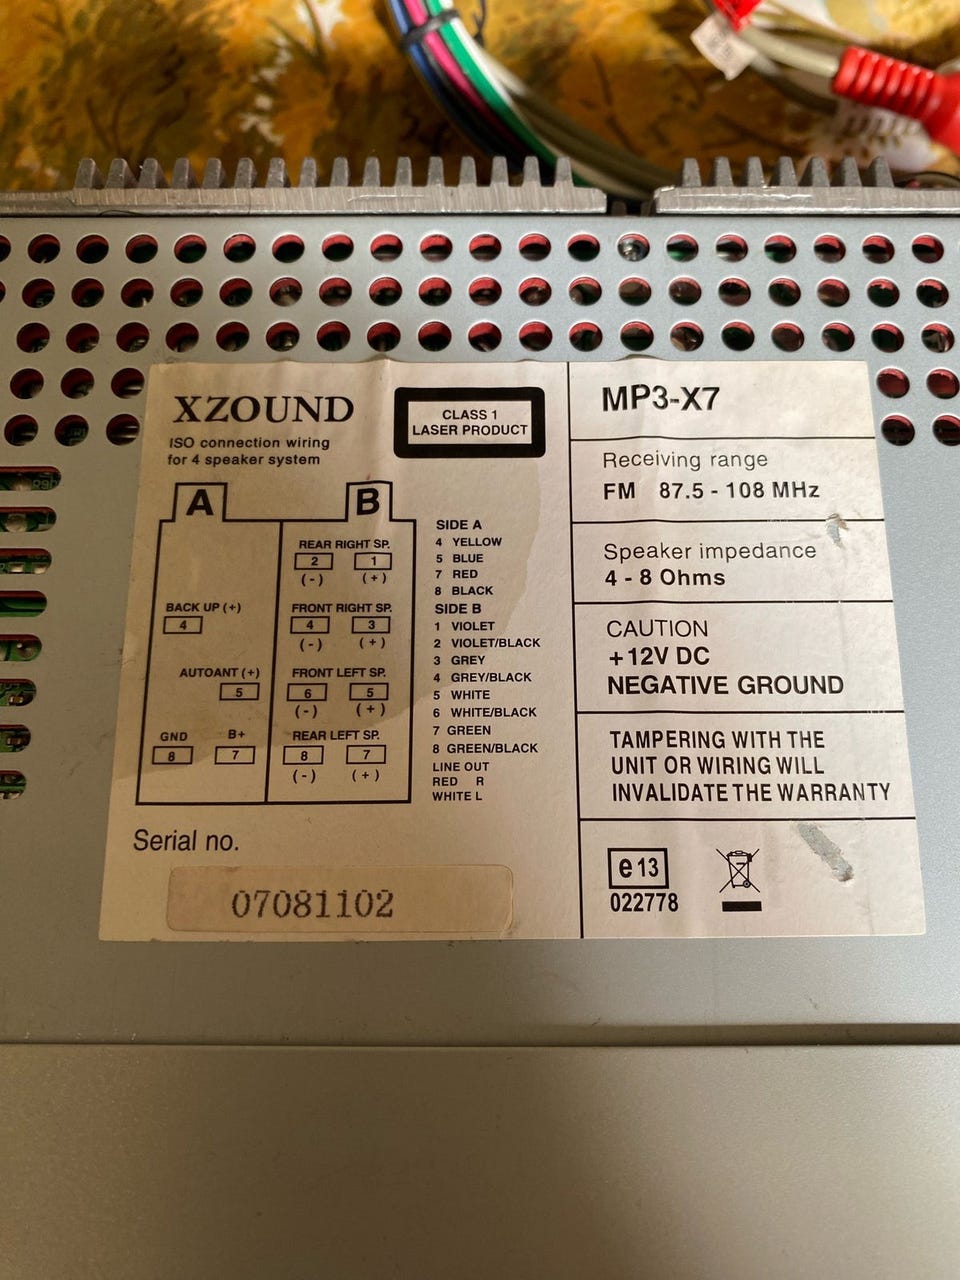 XZOUND
ISO connection wiring
for 4 speaker system
CLASS 1
LASER PRODUCT
A
B
REAR RIGHT SP.
2 1
(-) (+)
BACK UP (+)
4
FRONT RIGHT SP.
4 3
(-) (+)
AUTOANT (+)
5
FRONT LEFT SP.
6 5
(-) (+)
GND B+
8 7
REAR LEFT SP.
8 7
(-) (+)
SIDE A
4 YELLOW
5 BLUE
7 RED
8 BLACK
SIDE B
1 VIOLET
2 VIOLET/BLACK
3 GREY
4 GREY/BLACK
5 WHITE
6 WHITE/BLACK
7 GREEN
8 GREEN/BLACK
LINE OUT
RED R
WHITE L
Serial no.
07081102
MP3-X7
Receiving range
FM 87.5 - 108 MHz
Speaker impedance
4 - 8 Ohms
CAUTION
+12V DC
NEGATIVE GROUND
TAMPERING WITH THE
UNIT OR WIRING WILL
INVALIDATE THE WARRANTY
e13
022778